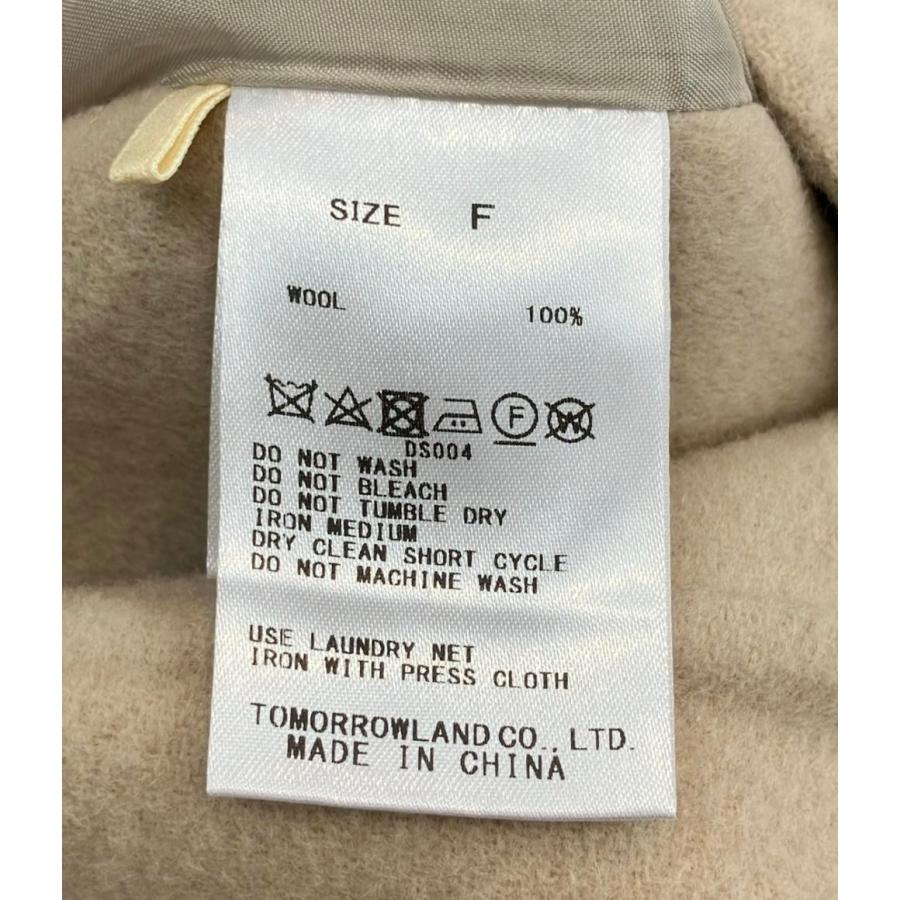 SIZE F
WOOL 100%
F W
DS004
DO NOT WASH
DO NOT BLEACH
DO NOT TUMBLE DRY
IRON MEDIUM
DRY CLEAN SHORT CYCLE
DO NOT MACHINE WASH
USE LAUNDRY NET
IRON WITH PRESS CLOTH
TOMORROWLAND CO., LTD.
MADE IN CHINA